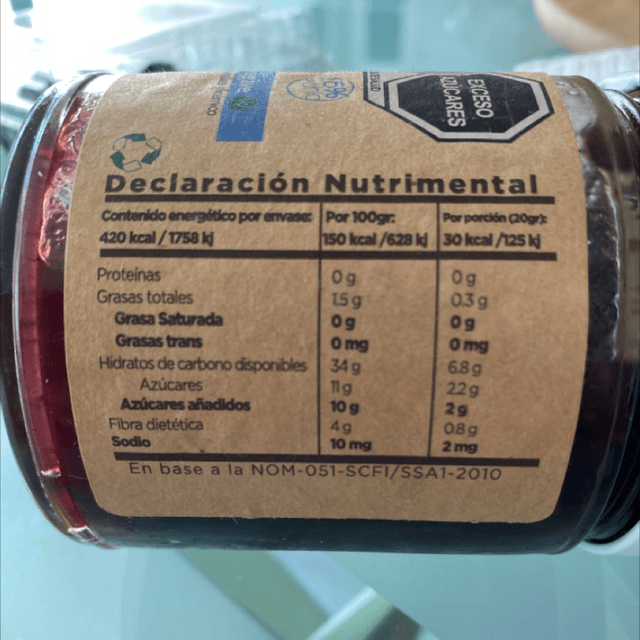 EXCESO
AZÚCARES
Declaración Nutrimental
Contenido energético por envase: Por 100gr: Por porción (20gr):
420 kcal / 1758 kj 150 kcal /628 kj 30 kcal /125 kj
Proteínas 0 g 0 g
Grasas totales 1.5 g 0.3 g
Grasa Saturada 0 g 0 g
Grasas trans 0 mg 0 mg
Hidratos de carbono disponibles 34 g 6.8 g
Azúcares 11g 2.2 g
Azúcares añadidos 10 g 2 g
Fibra dietética 4 g 0.8 g
Sodio 10 mg 2 mg
En base a la NOM-051-SCFI/SSA1-2010